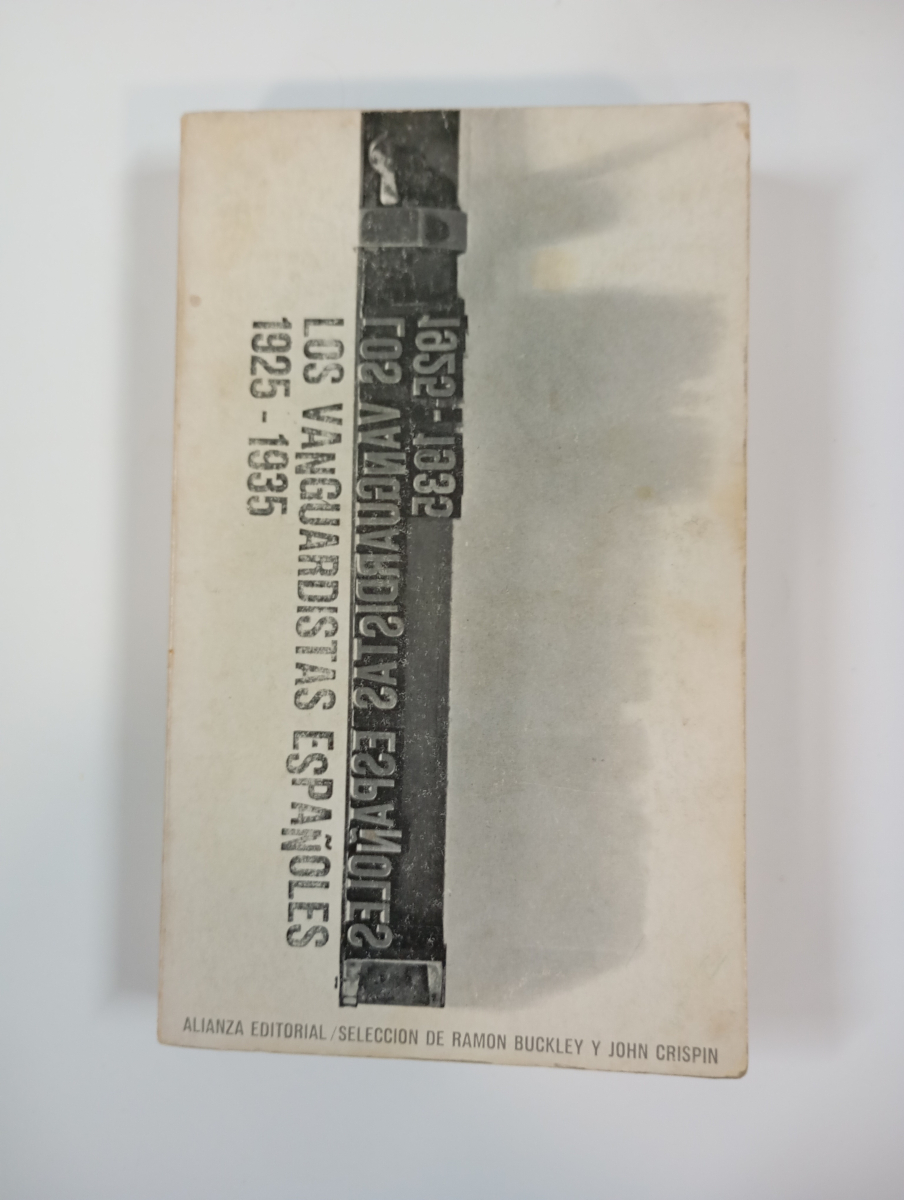 LOS VANGUARDISTAS ESPAÑOLES
1925-1935
1925-1935
LOS VANGUARDISTAS ESPAÑOLES
ALIANZA EDITORIAL/SELECCION DE RAMON BUCKLEY Y JOHN CRISPIN